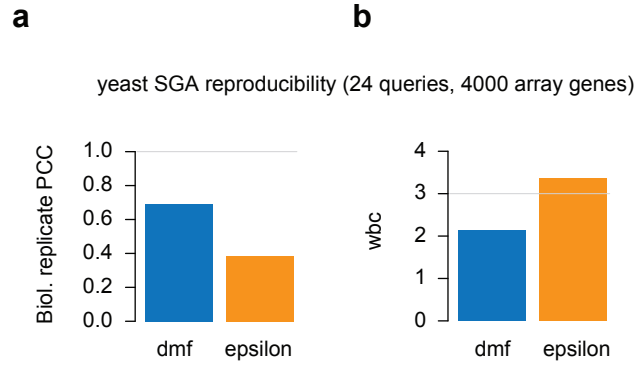 a
b
yeast SGA reproducibility (24 queries, 4000 array genes)
Biol. replicate PCC
1.0
0.8
0.6
0.4
0.2
0.0
dmf epsilon
wbc
4
3
2
1
0
dmf epsilon